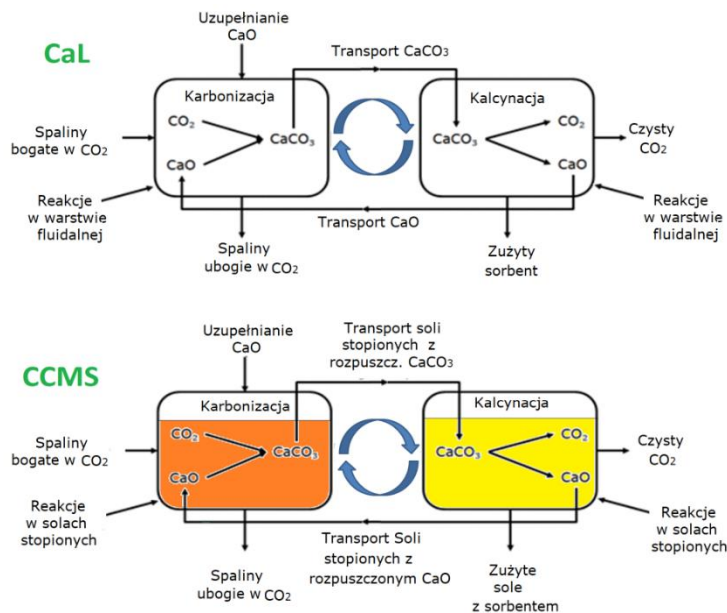 CaL
Uzupełnianie
CaO
Transport CaCO3
Karbonizacja
Kalcynacja
Spaliny
bogate w CO2
CO2
CaO
CaCO3
CaCO3
CO2
CaO
Czysty
CO2
Reakcje
w warstwie
fluidalnej
Transport CaO
Reakcje
w warstwie
fluidalnej
Spaliny
ubogie w CO2
Zużyty
sorbent
CCMS
Uzupełnianie
CaO
Transport soli
stopionych z
rozpuszcz. CaCO3
Karbonizacja
Kalcynacja
Spaliny
bogate w CO2
CO2
CaO
CaCO3
CaCO3
CO2
CaO
Czysty
CO2
Reakcje
w solach
stopionych
Transport Soli
stopionych z
rozpuszczonym CaO
Reakcje
w solach
stopionych
Spaliny
ubogie w CO2
Zużyte
sole
z sorbentem